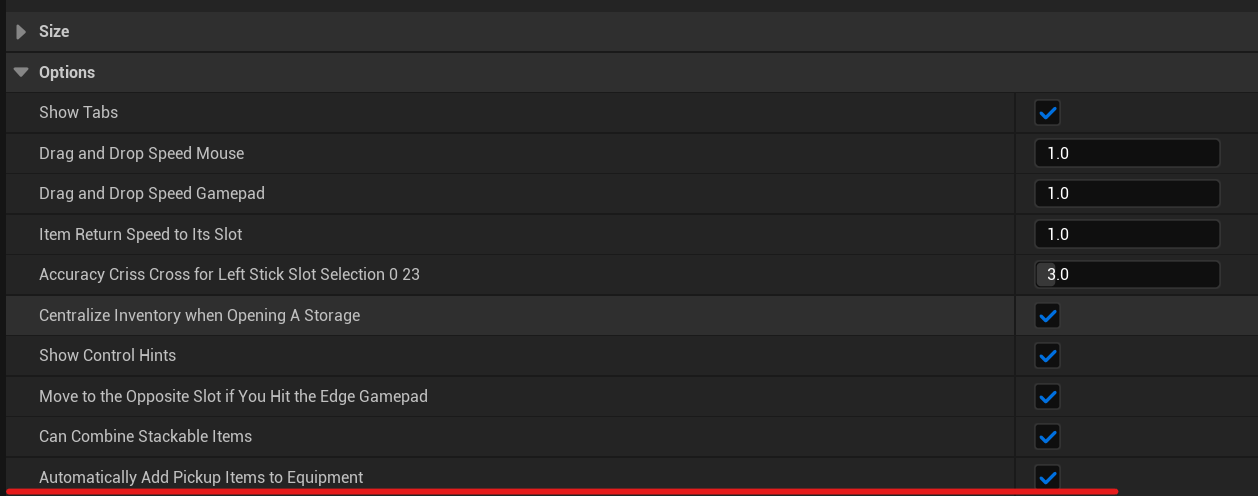 Size
Options
Show Tabs
Drag and Drop Speed Mouse 1.0
Drag and Drop Speed Gamepad 1.0
Item Return Speed to Its Slot 1.0
Accuracy Criss Cross for Left Stick Slot Selection 0 23 3.0
Centralize Inventory when Opening A Storage
Show Control Hints
Move to the Opposite Slot if You Hit the Edge Gamepad
Can Combine Stackable Items
Automatically Add Pickup Items to Equipment